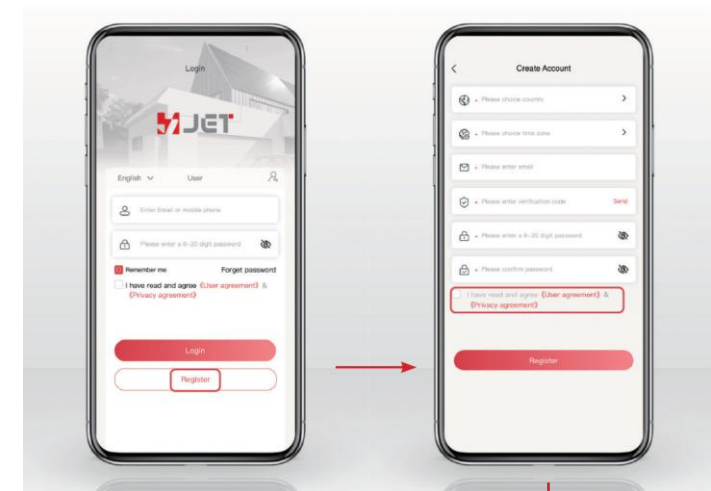 Login
JET
English User
Enter Email or mobile phone
Please enter a 6-20 digit password
Remember me Forget password
I have read and agree《User agreement》&
《Privacy agreement》
Login
Register
Create Account
Please choice country
Please choice time zone
Please enter email
Please enter verification code Send
Please enter a 6-20 digit password
Please confirm password
I have read and agree《User agreement》&
《Privacy agreement》
Register